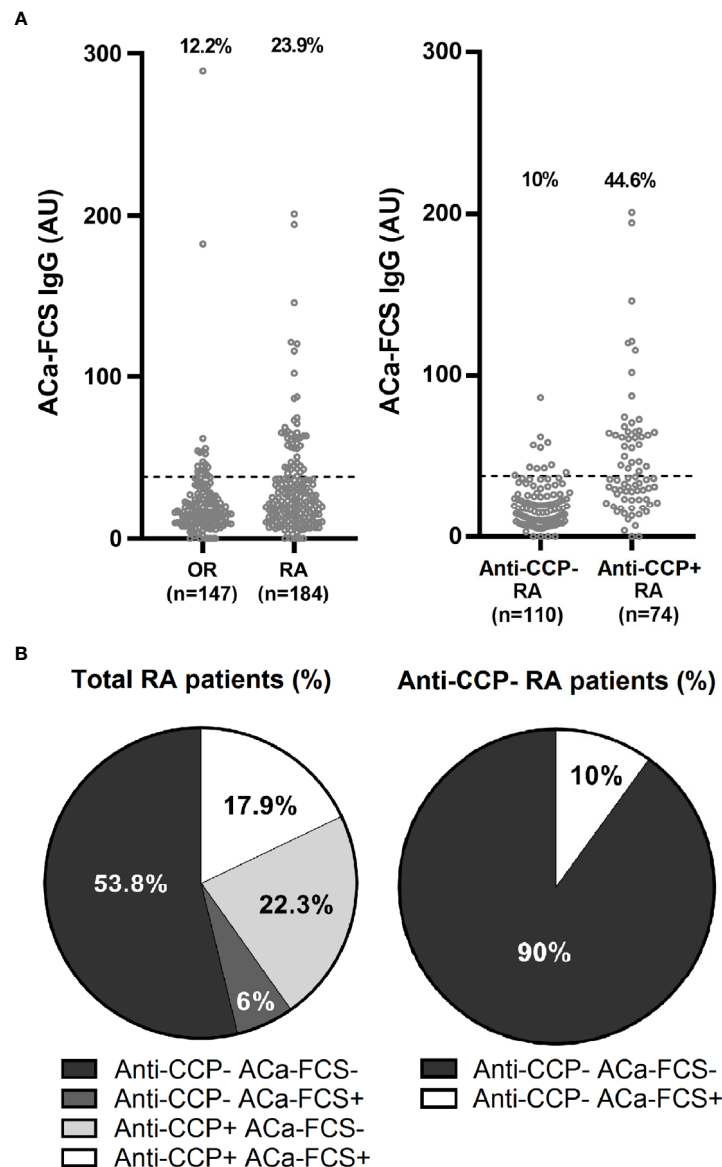 A
12.2% 23.9%
300
200
100
0
ACa-FCS IgG (AU)
OR
(n=147)
RA
(n=184)
10% 44.6%
300
200
100
0
ACa-FCS IgG (AU)
Anti-CCP-
RA
(n=110)
Anti-CCP+
RA
(n=74)
B
Total RA patients (%)
17.9%
53.8%
22.3%
6%
Anti-CCP- ACa-FCS-
Anti-CCP- ACa-FCS+
Anti-CCP+ ACa-FCS-
Anti-CCP+ ACa-FCS+
Anti-CCP- RA patients (%)
10%
90%
Anti-CCP- ACa-FCS-
Anti-CCP- ACa-FCS+